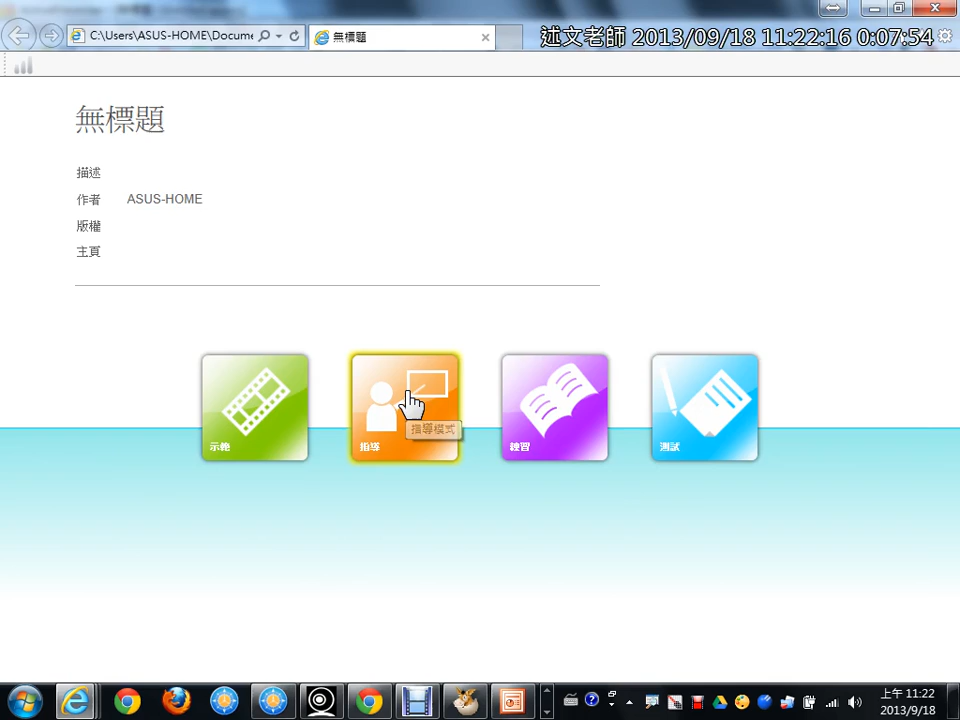 C:\Users\ASUS-HOME\Docume
無標題
述文老師 2013/09/18 11:22:16 0:07:54
無標題
描述
作者 ASUS-HOME
版權
主頁
示範
指導
練習
測試
指導模式
上午 11:22
2013/9/18